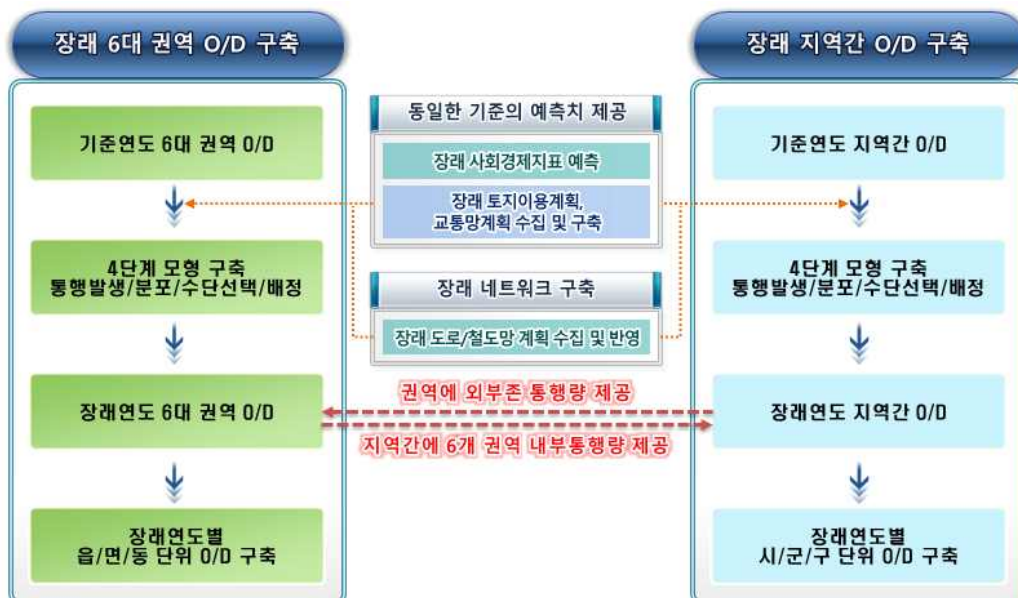 장래 6대 권역 O/D 구축
기준연도 6대 권역 O/D
4단계 모형 구축
통행발생/분포/수단선택/배정
장래연도 6대 권역 O/D
장래연도별
읍/면/동 단위 O/D 구축
동일한 기준의 예측치 제공
장래 사회경제지표 예측
장래 토지이용계획,
교통망계획 수집 및 구축
장래 네트워크 구축
장래 도로/철도망 계획 수집 및 반영
권역에 외부존 통행량 제공
지역간에 6개 권역 내부통행량 제공
장래 지역간 O/D 구축
기준연도 지역간 O/D
4단계 모형 구축
통행발생/분포/수단선택/배정
장래연도 지역간 O/D
장래연도별
시/군/구 단위 O/D 구축